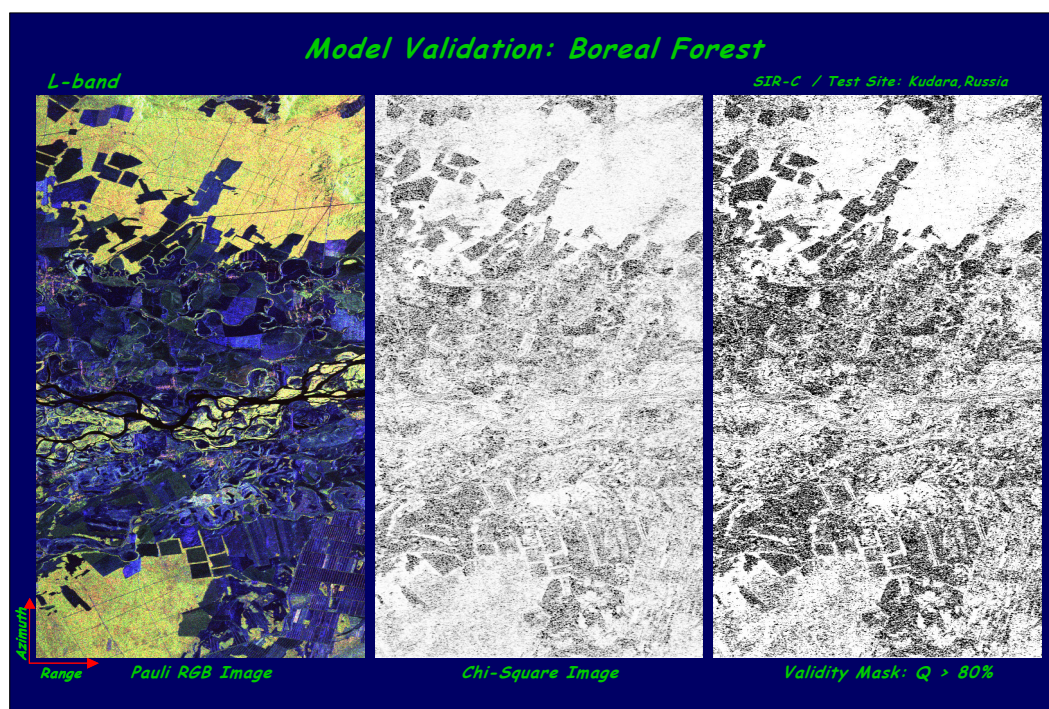 Model Validation: Boreal Forest
L-band
SIR-C / Test Site: Kudara,Russia
Azimuth
Range
Pauli RGB Image
Chi-Square Image
Validity Mask: Q > 80%